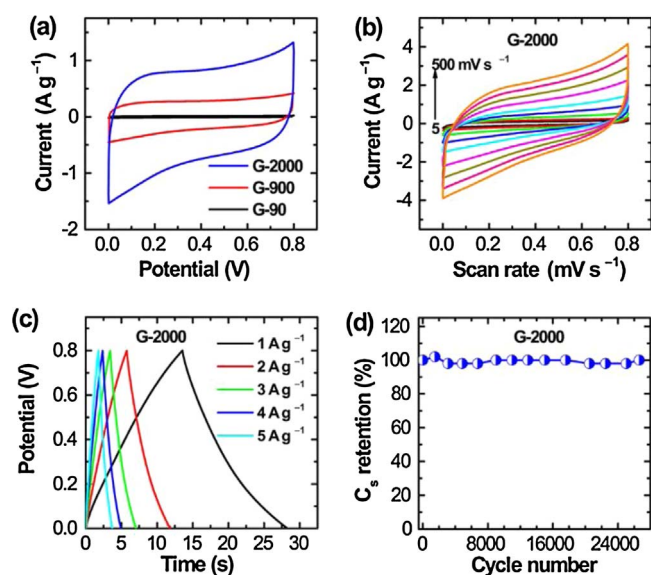 (a)
Current (A g⁻¹)
1
0
-1
-2
G-2000
G-900
G-90
0.0 0.2 0.4 0.6 0.8
Potential (V)
(b)
G-2000
Current (A g⁻¹)
4
2
0
-2
-4
500 mV s⁻¹
5
0.0 0.2 0.4 0.6 0.8
Scan rate (mV s⁻¹)
(c)
G-2000
Potential (V)
0.8
0.6
0.4
0.2
0.0
1 A g⁻¹
2 A g⁻¹
3 A g⁻¹
4 A g⁻¹
5 A g⁻¹
0 5 10 15 20 25 30
Time (s)
(d)
G-2000
Cₛ retention (%)
120
100
80
60
40
20
0
0 8000 16000 24000
Cycle number